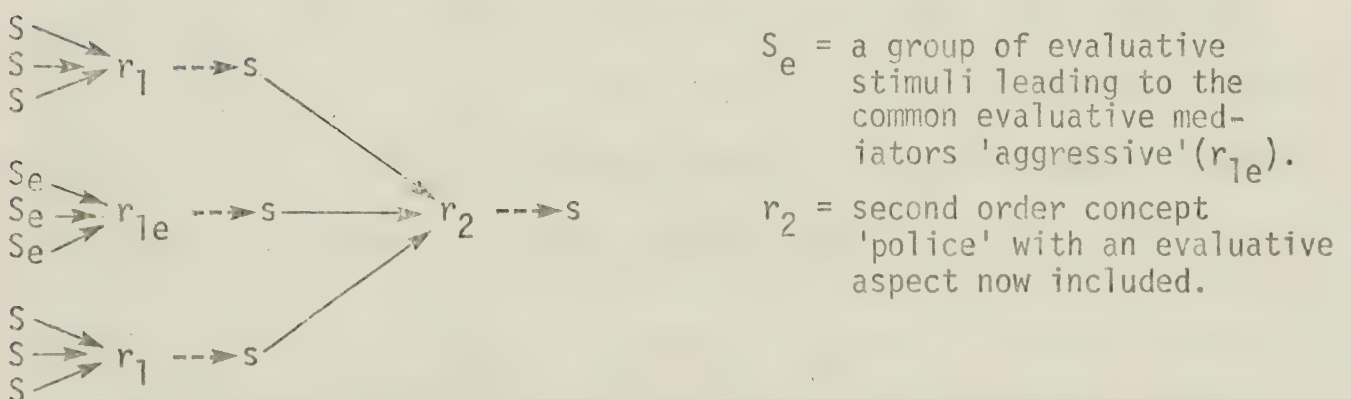 S
S r1 s
S
Se
Se r1e s r2 s
Se
S
S r1 s
S
Se = a group of evaluative
stimuli leading to the
common evaluative med-
iators 'aggressive'(r1e).
r2 = second order concept
'police' with an evaluative
aspect now included.